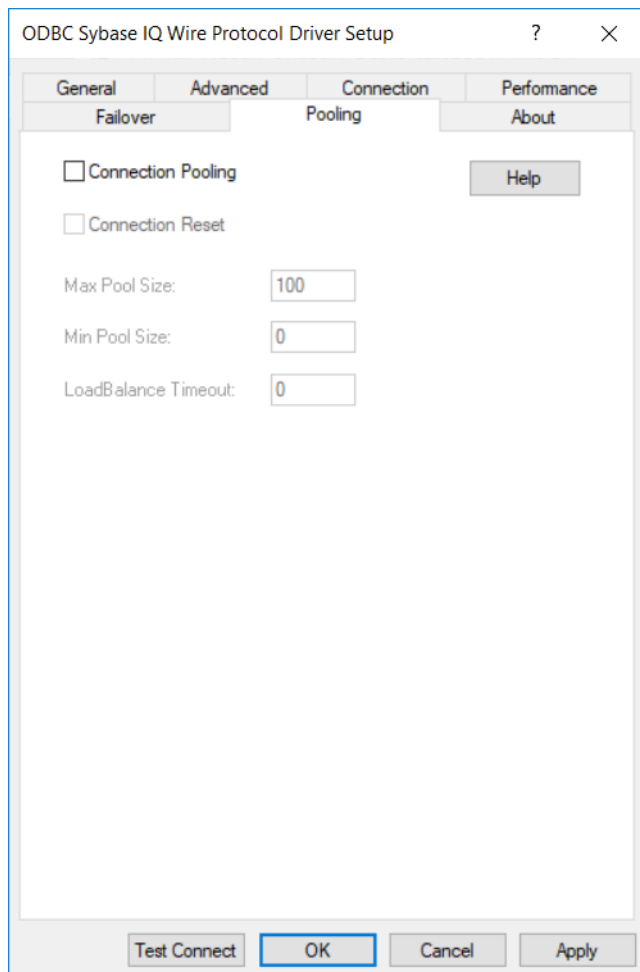 ODBC Sybase IQ Wire Protocol Driver Setup ?
General Advanced Connection Performance
Failover Pooling About
Connection Pooling Help
Connection Reset
Max Pool Size: 100
Min Pool Size: 0
LoadBalance Timeout: 0
Test Connect OK Cancel Apply